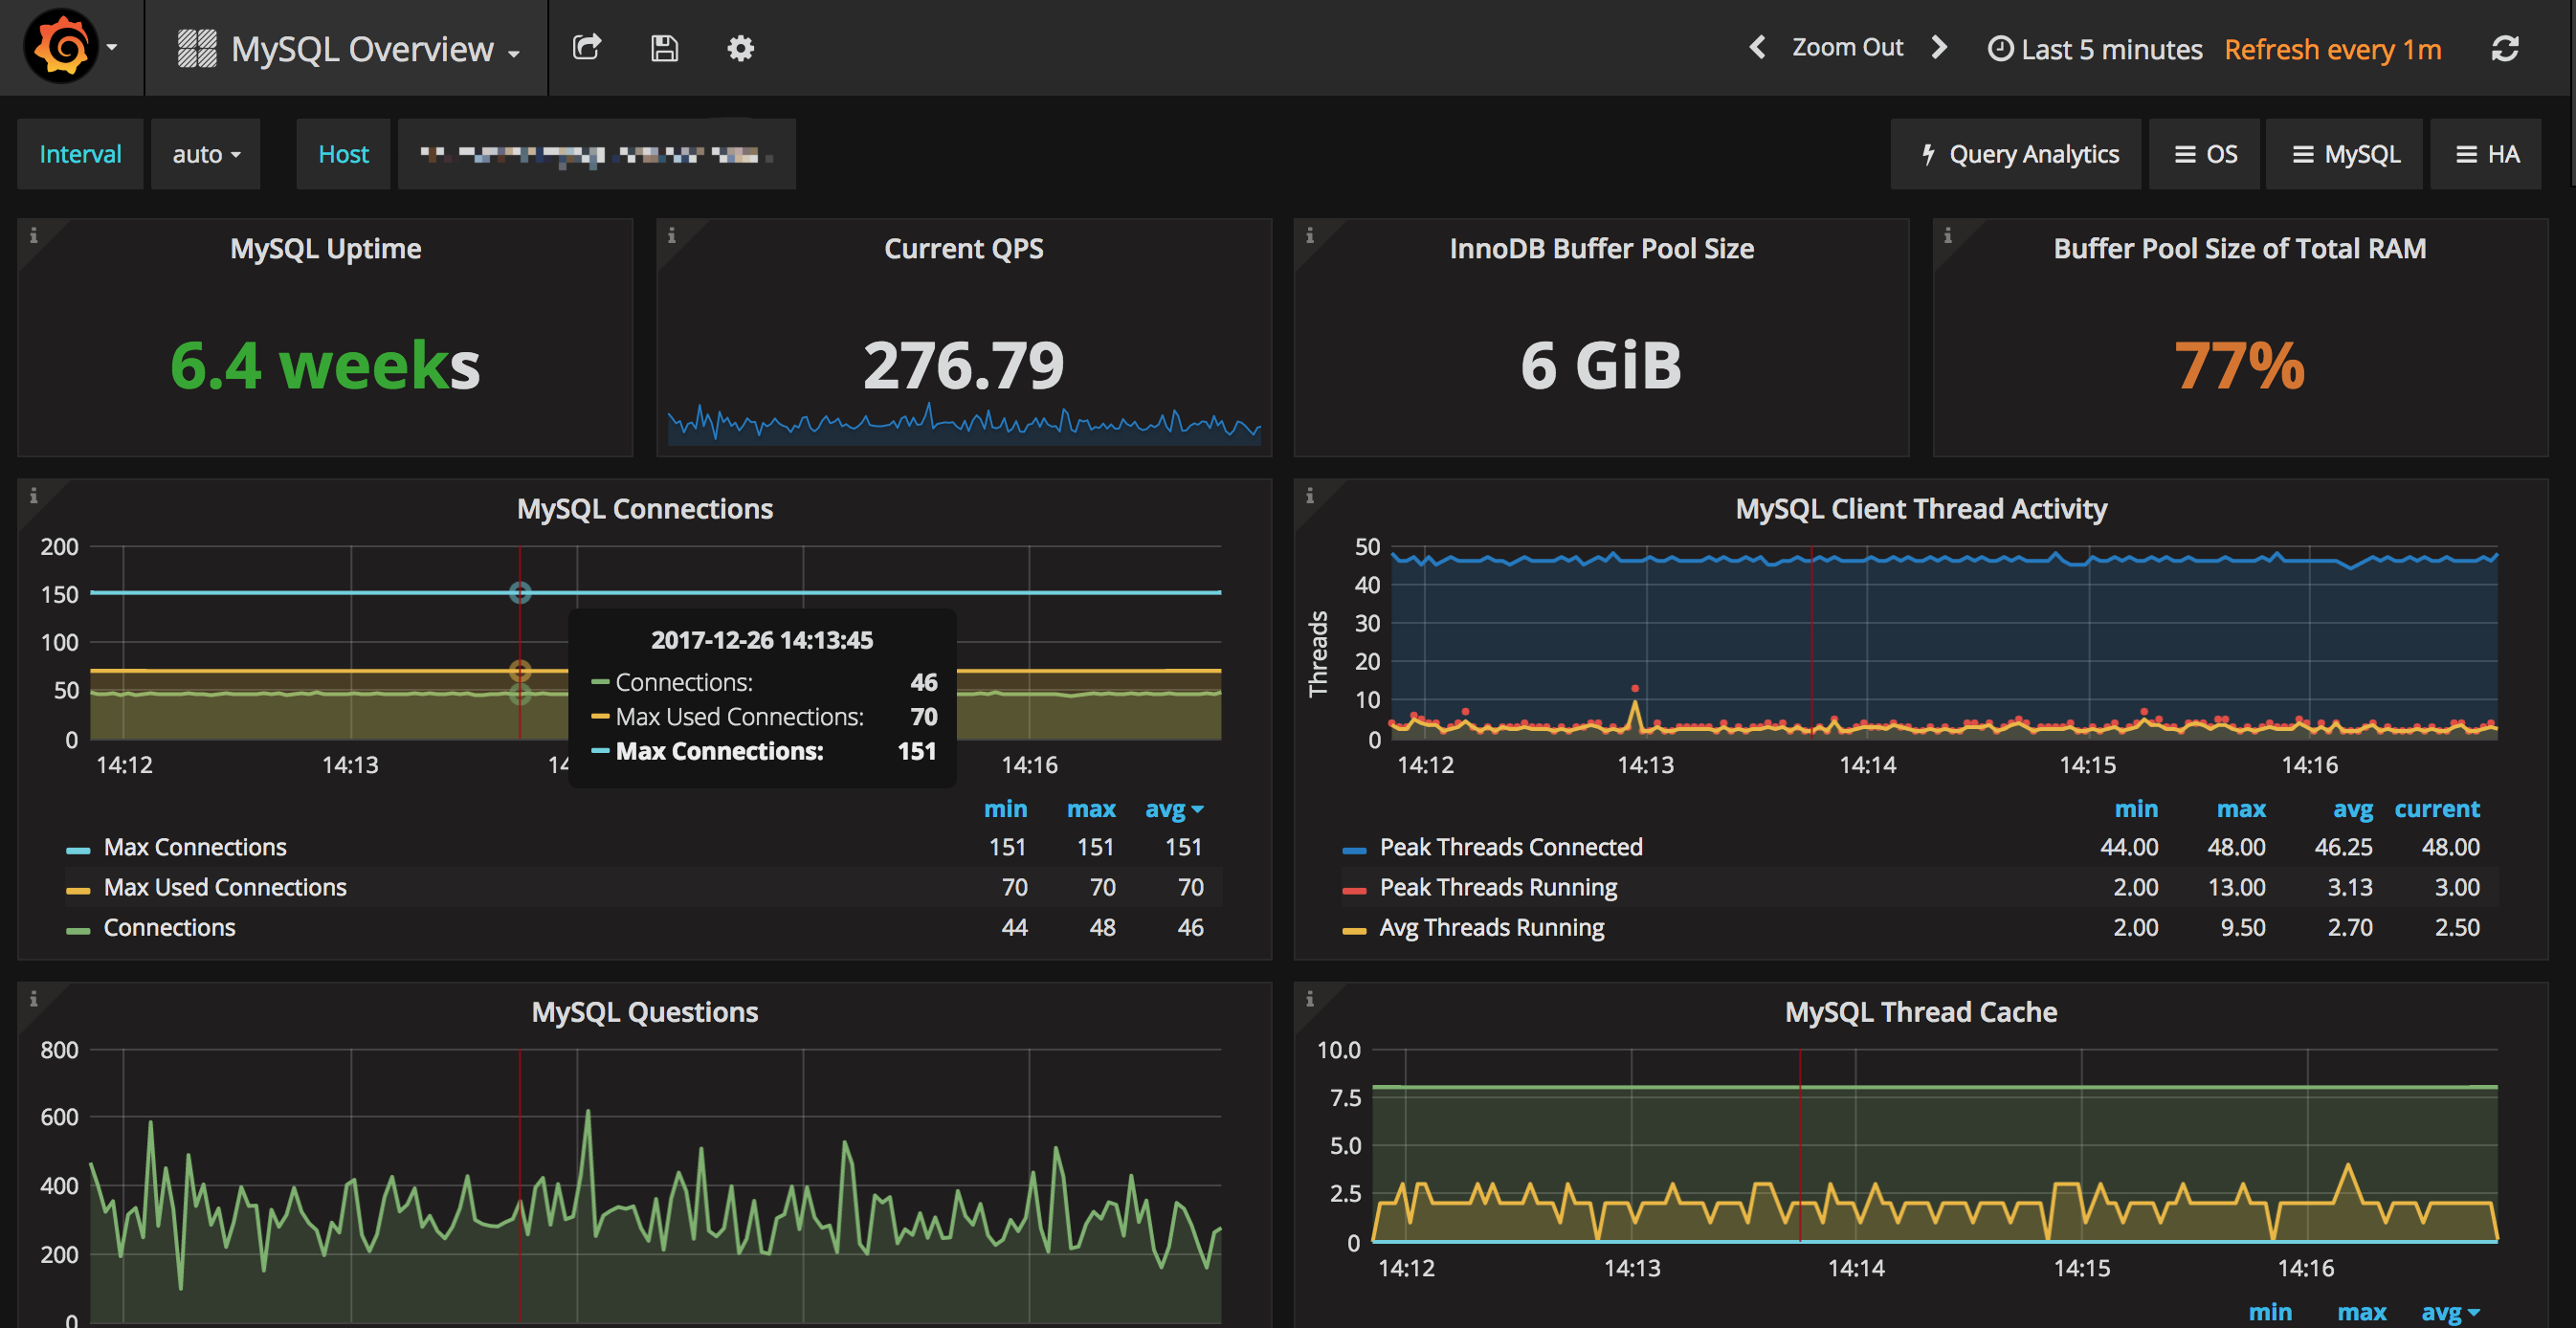 MySQL Overview
Zoom Out
Last 5 minutes Refresh every 1m
Interval auto Host
Query Analytics OS MySQL HA
MySQL Uptime
6.4 weeks
Current QPS
276.79
InnoDB Buffer Pool Size
6 GiB
Buffer Pool Size of Total RAM
77%
MySQL Connections
200
150
100
50
0
14:12 14:13 14:16
2017-12-26 14:13:45
Connections: 46
Max Used Connections: 70
Max Connections: 151
min max avg
Max Connections 151 151 151
Max Used Connections 70 70 70
Connections 44 48 46
MySQL Client Thread Activity
Threads
50
40
30
20
10
0
14:12 14:13 14:14 14:15 14:16
min max avg current
Peak Threads Connected 44.00 48.00 46.25 48.00
Peak Threads Running 2.00 13.00 3.13 3.00
Avg Threads Running 2.00 9.50 2.70 2.50
MySQL Questions
800
600
400
200
0
MySQL Thread Cache
10.0
7.5
5.0
2.5
0
14:12 14:13 14:14 14:15 14:16
min max avg